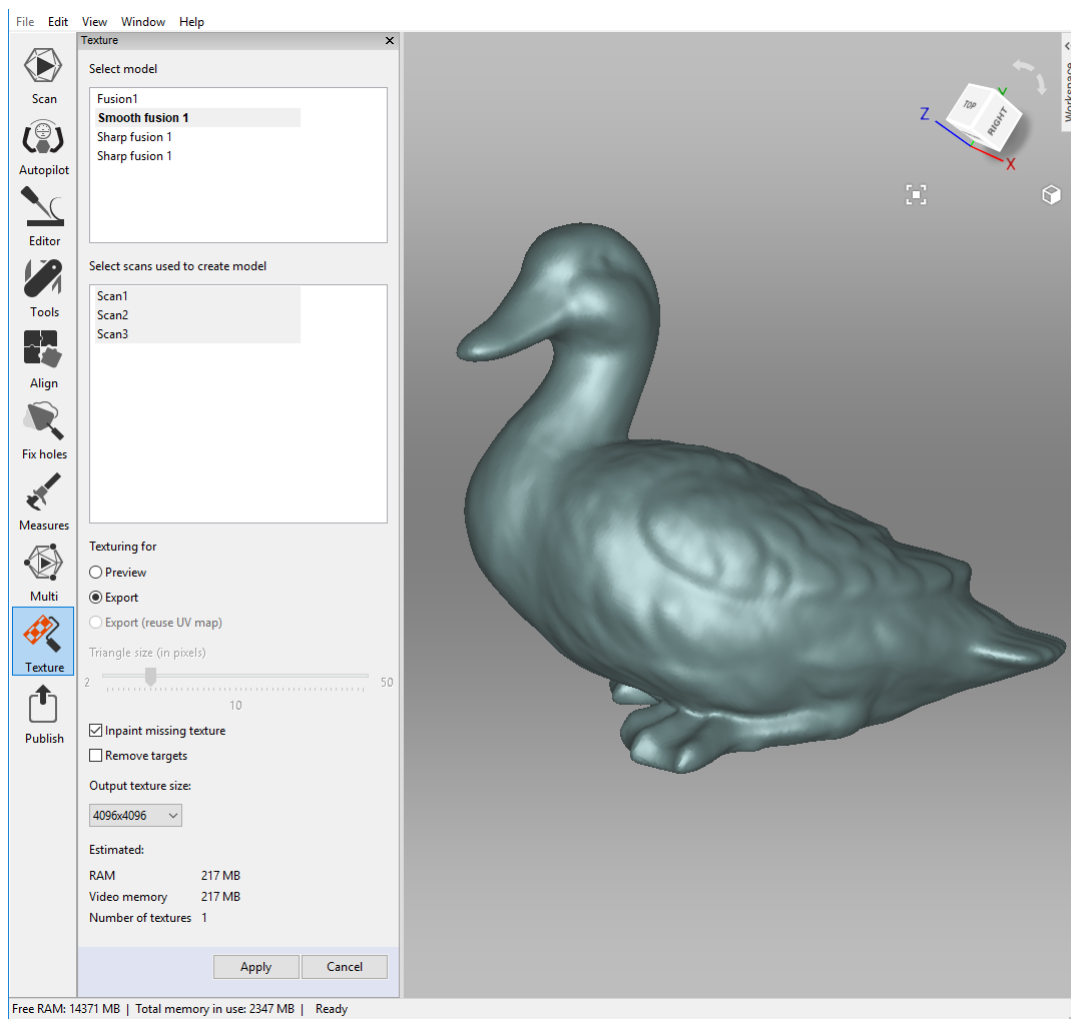 File Edit View Window Help
Scan
Autopilot
Editor
Tools
Align
Fix holes
Measures
Multi
Texture
Publish
Texture
Select model
Fusion1
Smooth fusion 1
Sharp fusion 1
Sharp fusion 1
Select scans used to create model
Scan1
Scan2
Scan3
Texturing for
Preview
Export
Export (reuse UV map)
Triangle size (in pixels)
2 50
10
Inpaint missing texture
Remove targets
Output texture size:
4096x4096
Estimated:
RAM 217 MB
Video memory 217 MB
Number of textures 1
Apply Cancel
Workspace
Z Y X
TOP RIGHT
Free RAM: 14371 MB | Total memory in use: 2347 MB | Ready